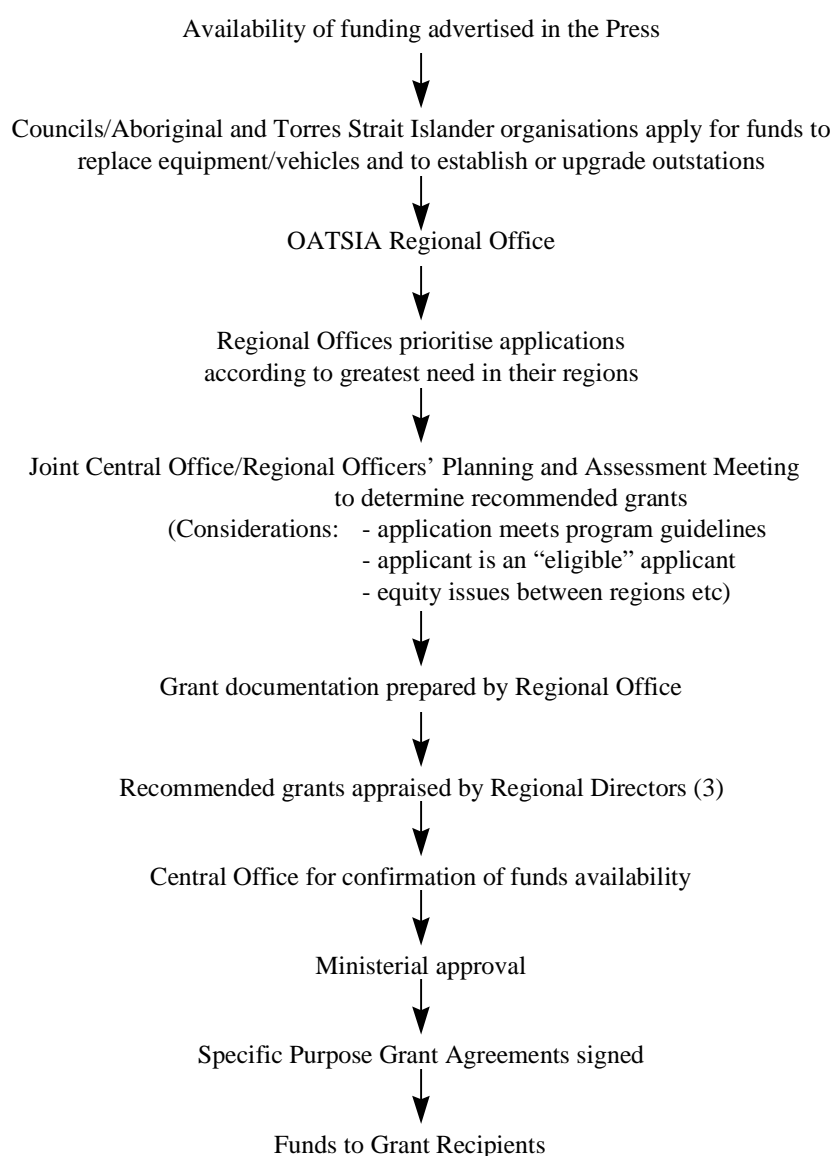 Availability of funding advertised in the Press
Councils/Aboriginal and Torres Strait Islander organisations apply for funds to
replace equipment/vehicles and to establish or upgrade outstations
OATSIA Regional Office
Regional Offices prioritise applications
according to greatest need in their regions
Joint Central Office/Regional Officers’ Planning and Assessment Meeting
to determine recommended grants
(Considerations: - application meets program guidelines
- applicant is an “eligible” applicant
- equity issues between regions etc)
Grant documentation prepared by Regional Office
Recommended grants appraised by Regional Directors (3)
Central Office for confirmation of funds availability
Ministerial approval
Specific Purpose Grant Agreements signed
Funds to Grant Recipients